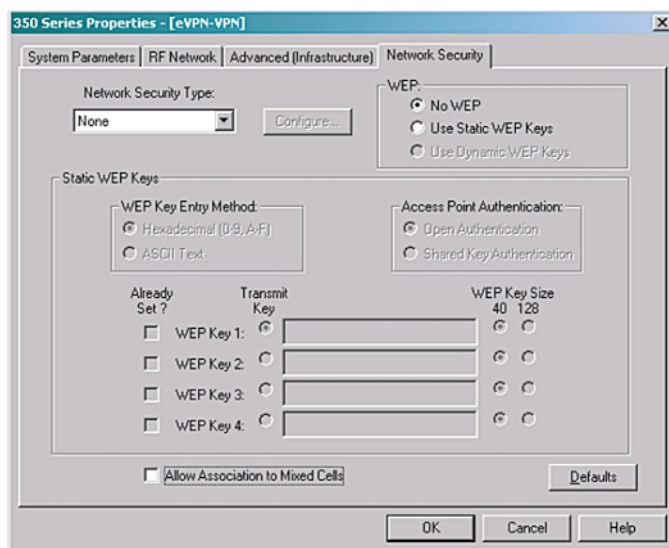 350 Series Properties - [eVPN-VPN]
System Parameters RF Network Advanced (Infrastructure) Network Security
Network Security Type:
None
Configure...
WEP:
No WEP
Use Static WEP Keys
Use Dynamic WEP Keys
Static WEP Keys
WEP Key Entry Method:
Hexadecimal (0-9, A-F)
ASCII Text
Access Point Authentication:
Open Authentication
Shared Key Authentication
Already Set ?
Transmit Key
WEP Key Size
40 128
WEP Key 1:
WEP Key 2:
WEP Key 3:
WEP Key 4:
Allow Association to Mixed Cells
Defaults
OK Cancel Help